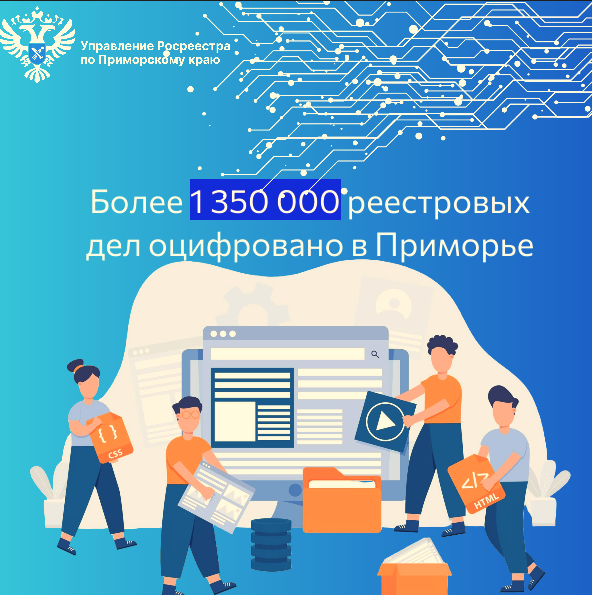 Управление Росреестра
по Приморскому краю
Более 1 350 000 реестровых
дел оцифровано в Приморье
{ }
CSS
</>
HTML